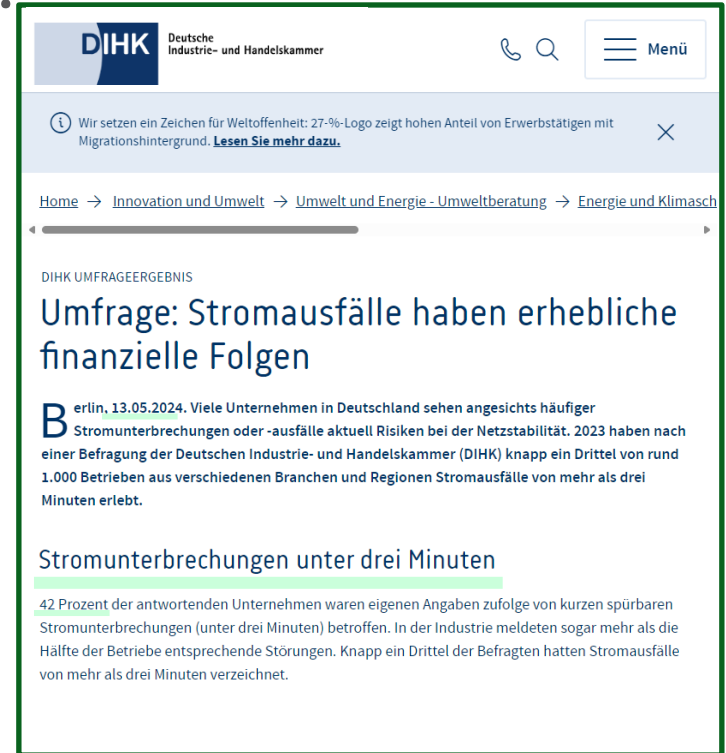 DIHK Deutsche
Industrie- und Handelskammer
Menü
Wir setzen ein Zeichen für Weltoffenheit: 27-%-Logo zeigt hohen Anteil von Erwerbstätigen mit
Migrationshintergrund. Lesen Sie mehr dazu.
Home → Innovation und Umwelt → Umwelt und Energie - Umweltberatung → Energie und Klimasch
DIHK UMFRAGEERGEBNIS
Umfrage: Stromausfälle haben erhebliche
finanzielle Folgen
Berlin, 13.05.2024. Viele Unternehmen in Deutschland sehen angesichts häufiger
Stromunterbrechungen oder -ausfälle aktuell Risiken bei der Netzstabilität. 2023 haben nach
einer Befragung der Deutschen Industrie- und Handelskammer (DIHK) knapp ein Drittel von rund
1.000 Betrieben aus verschiedenen Branchen und Regionen Stromausfälle von mehr als drei
Minuten erlebt.
Stromunterbrechungen unter drei Minuten
42 Prozent der antwortenden Unternehmen waren eigenen Angaben zufolge von kurzen spürbaren
Stromunterbrechungen (unter drei Minuten) betroffen. In der Industrie meldeten sogar mehr als die
Hälfte der Betriebe entsprechende Störungen. Knapp ein Drittel der Befragten hatten Stromausfälle
von mehr als drei Minuten verzeichnet.